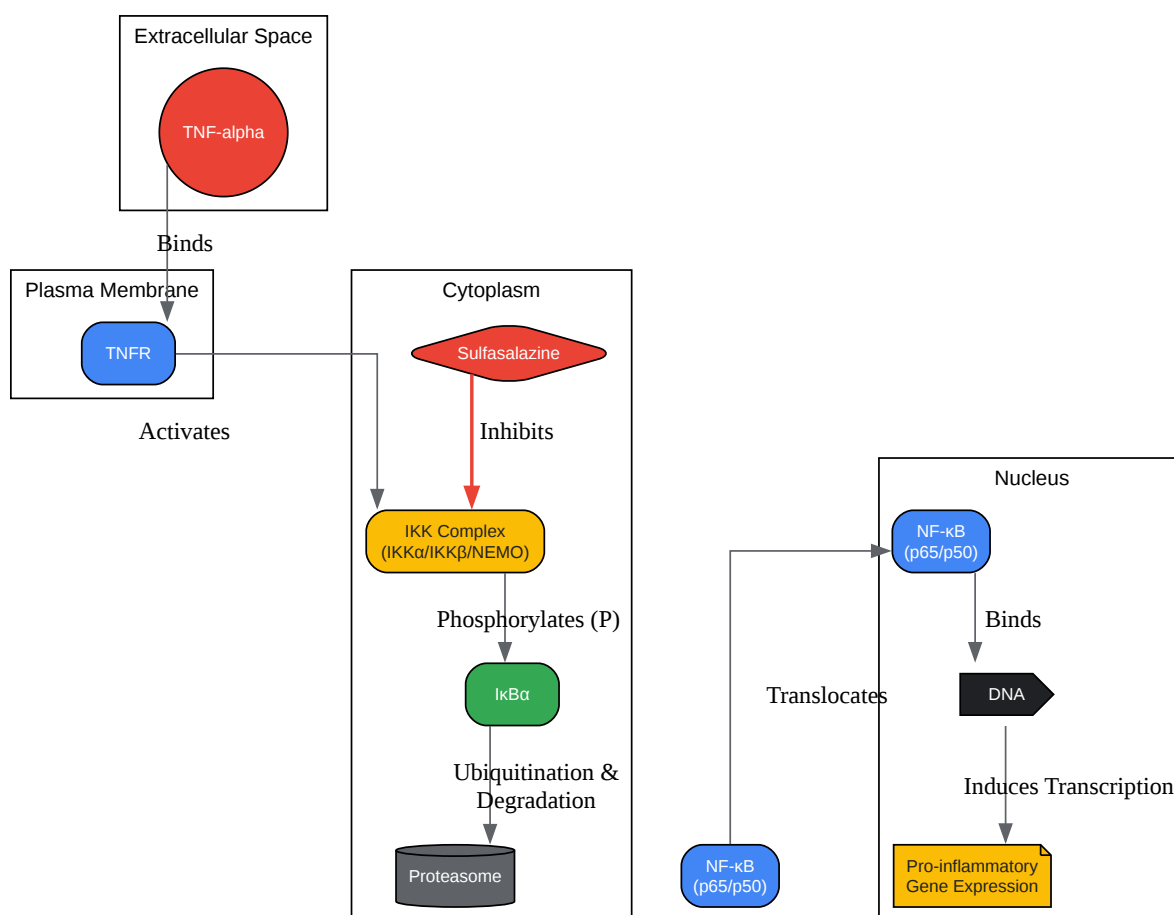 Extracellular Space
TNF-alpha
Binds
Plasma Membrane
TNFR
Activates
Cytoplasm
Sulfasalazine
Inhibits
IKK Complex
(IKKα/IKKβ/NEMO)
Phosphorylates (P)
IκBα
Ubiquitination &
Degradation
Proteasome
NF-κB
(p65/p50)
Translocates
Nucleus
NF-κB
(p65/p50)
Binds
DNA
Induces Transcription
Pro-inflammatory
Gene Expression